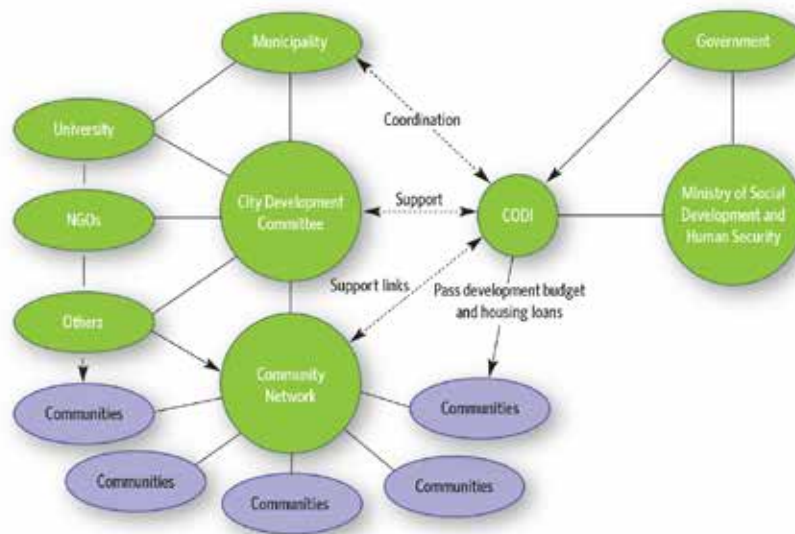 Municipality
Government
University
Coordination
City Development
Committee
Support
CODI
Ministry of Social
Development and
Human Security
NGOs
Support links
Pass development budget
and housing loans
Others
Community
Network
Communities
Communities
Communities
Communities
Communities